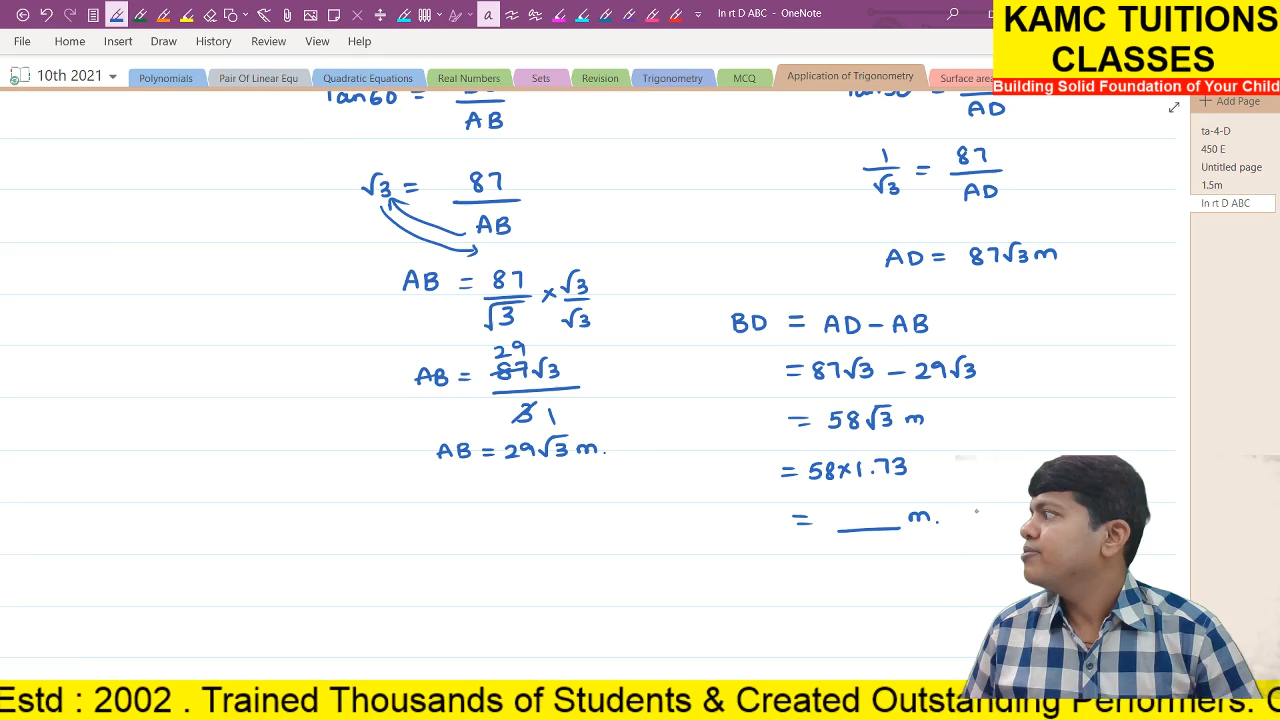 In rt D ABC - OneNote
KAMC TUITIONS
CLASSES
Building Solid Foundation of Your Child
File Home Insert Draw History Review View Help
10th 2021
Polynomials Pair Of Linear Equ Quadratic Equations Real Numbers Sets Revision Trigonometry MCQ Application of Trigonometry Surface area
Add Page
ta-4-D
450 E
Untitled page
1.5m
In rt D ABC
Tan60 =
AB
√3 = 87/AB
AB = 87/√3 × √3/√3
29
AB = 87√3
3 1
AB = 29√3 m.
AD
1/√3 = 87/AD
AD = 87√3 m
BD = AD - AB
= 87√3 - 29√3
= 58√3 m
= 58×1.73
= ____ m.
Estd : 2002 . Trained Thousands of Students & Created Outstanding Performers.